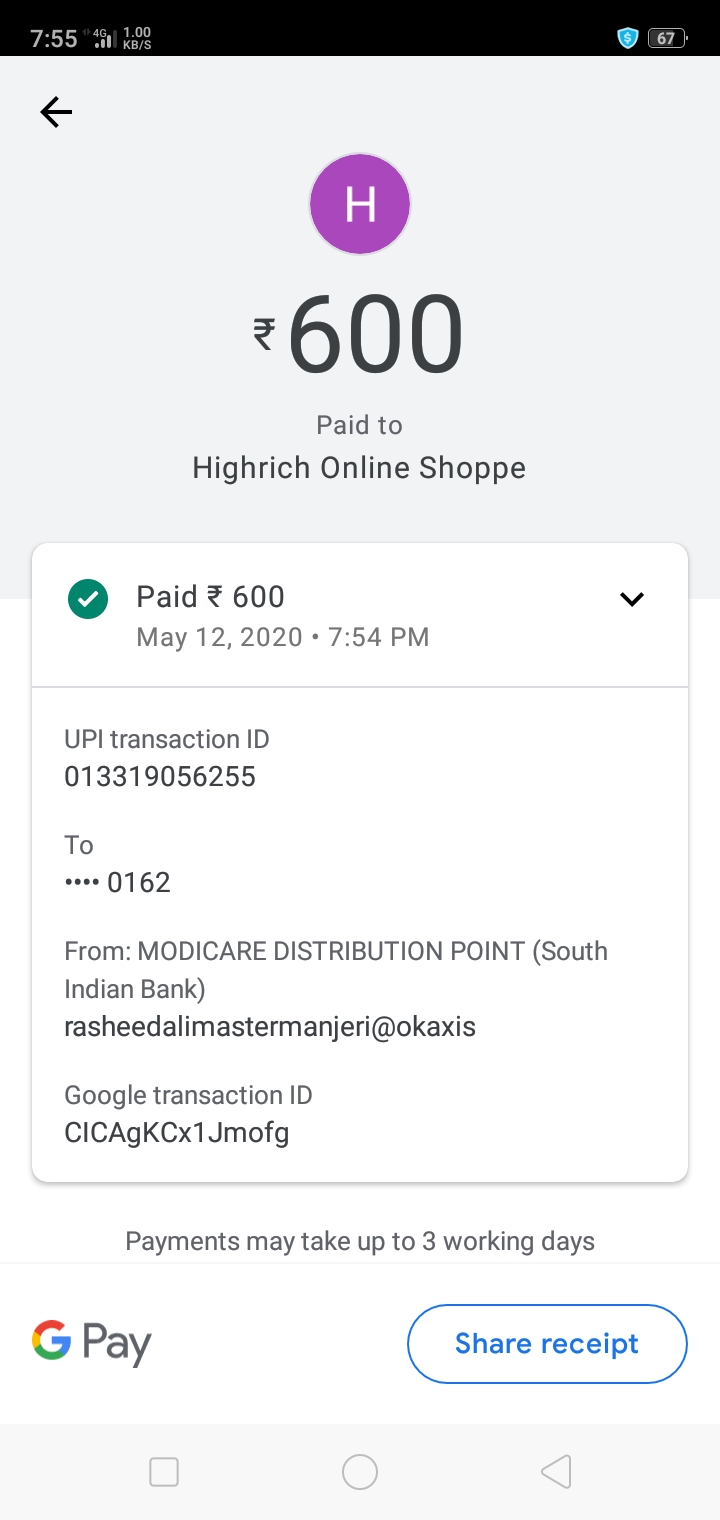 7:55 4G 1.00
KB/S
67
H
₹600
Paid to
Highrich Online Shoppe
Paid ₹ 600
May 12, 2020 • 7:54 PM
UPI transaction ID
013319056255
To
•••• 0162
From: MODICARE DISTRIBUTION POINT (South
Indian Bank)
rasheedalimastermanjeri@okaxis
Google transaction ID
CICAgKCx1Jmofg
Payments may take up to 3 working days
G Pay
Share receipt